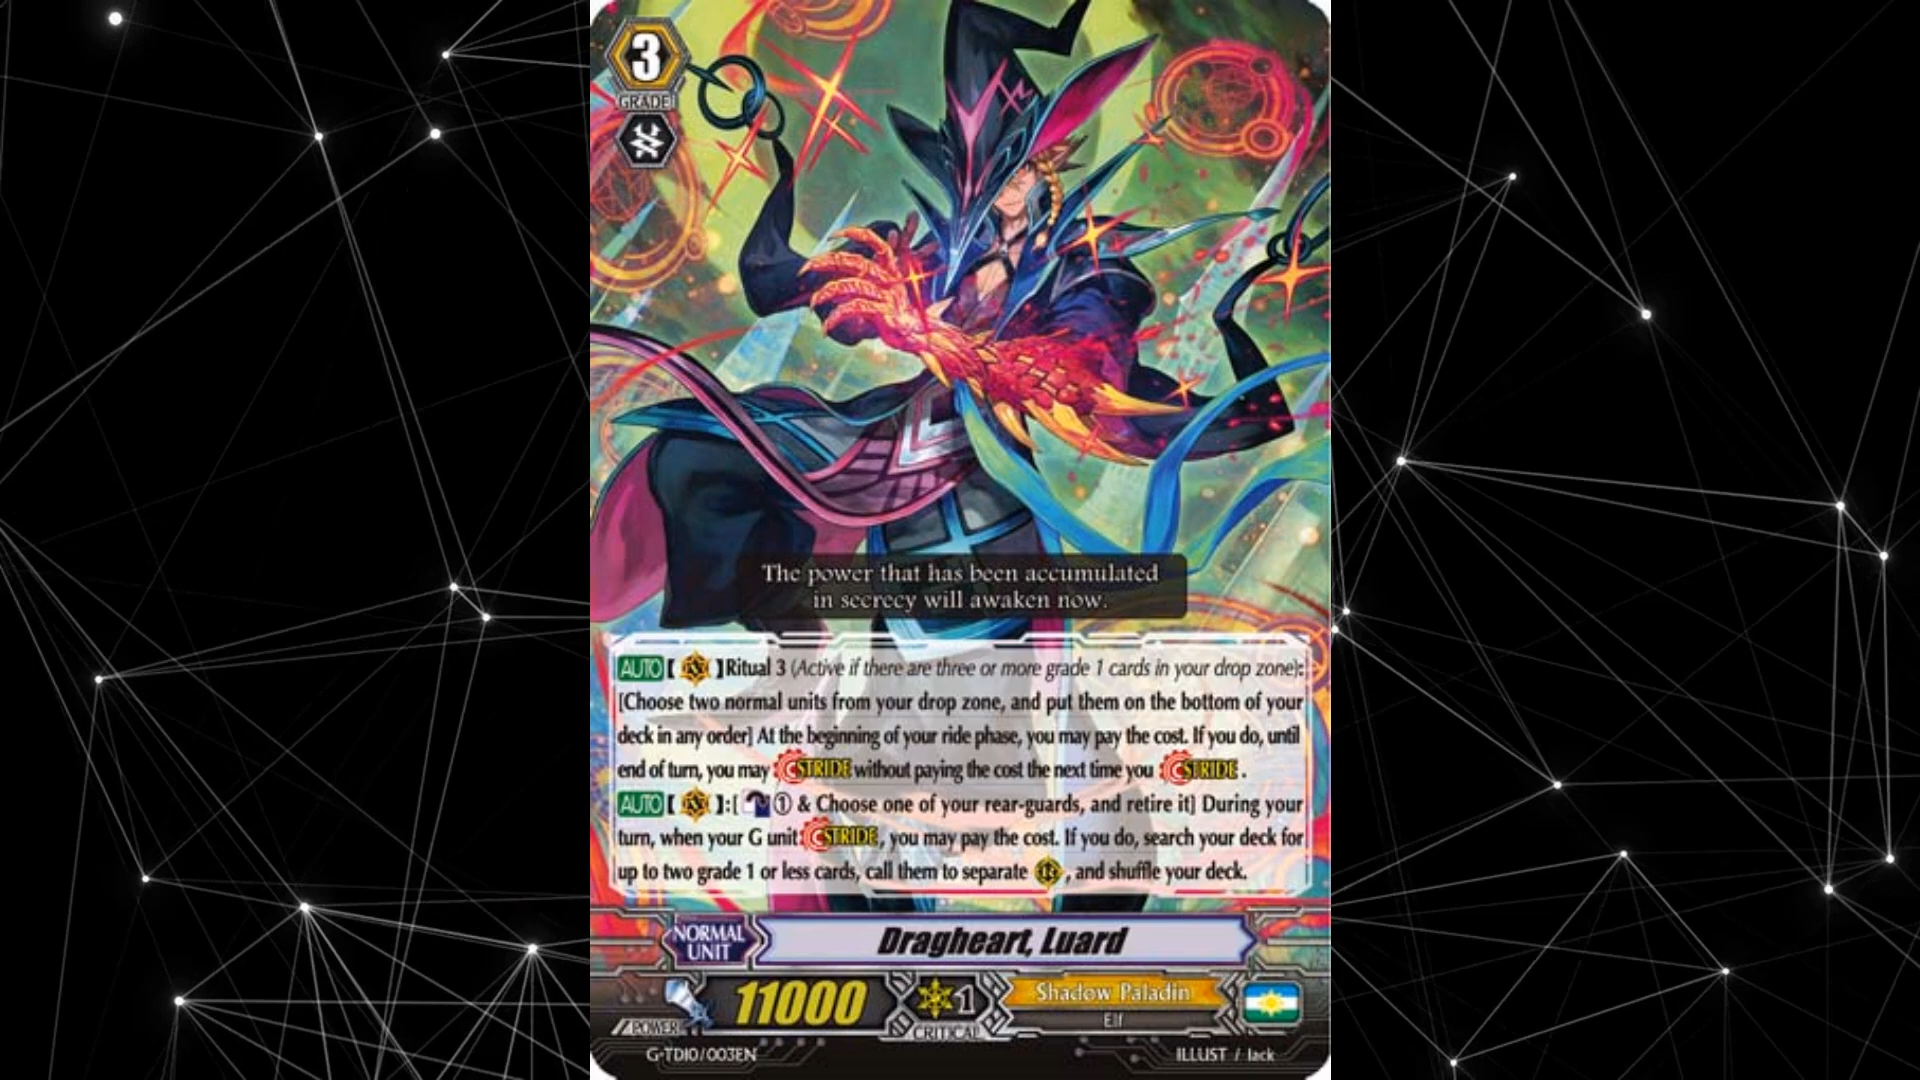 3
GRADE
The power that has been accumulated
in secrecy will awaken now.
AUTO【 】Ritual 3 (Active if there are three or more grade 1 cards in your drop zone):
[Choose two normal units from your drop zone, and put them on the bottom of your
deck in any order] At the beginning of your ride phase, you may pay the cost. If you do, until
end of turn, you may STRIDE without paying the cost the next time you STRIDE.
AUTO【 】:[ ① & Choose one of your rear-guards, and retire it] During your
turn, when your G unit STRIDE, you may pay the cost. If you do, search your deck for
up to two grade 1 or less cards, call them to separate R, and shuffle your deck.
NORMAL
UNIT
Dragheart, Luard
POWER 11000
1
CRITICAL
Shadow Paladin
Elf
G-TD10/003EN
ILLUST / lack